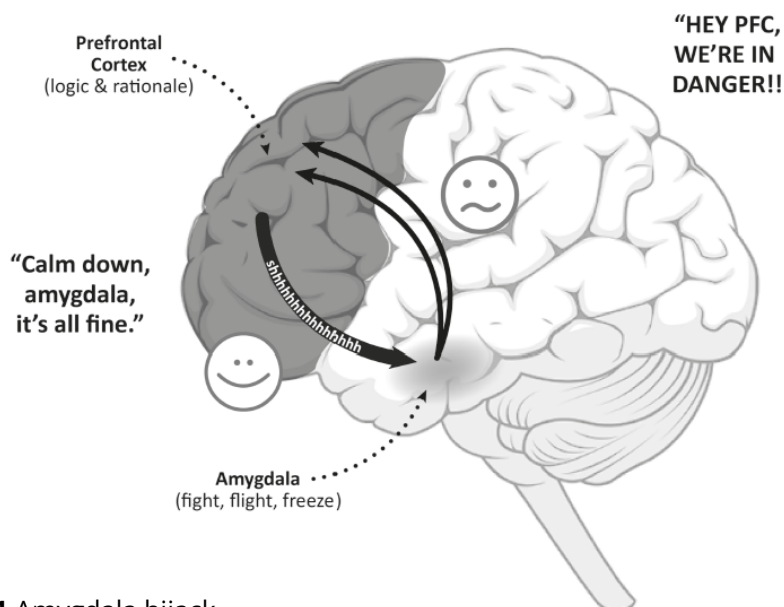 Prefrontal
Cortex
(logic & rationale)
“HEY PFC,
WE’RE IN
DANGER!!
“Calm down,
amygdala,
it’s all fine.”
shhhhhhhhhhhhhhhh
Amygdala
(fight, flight, freeze)
Amygdala hijack